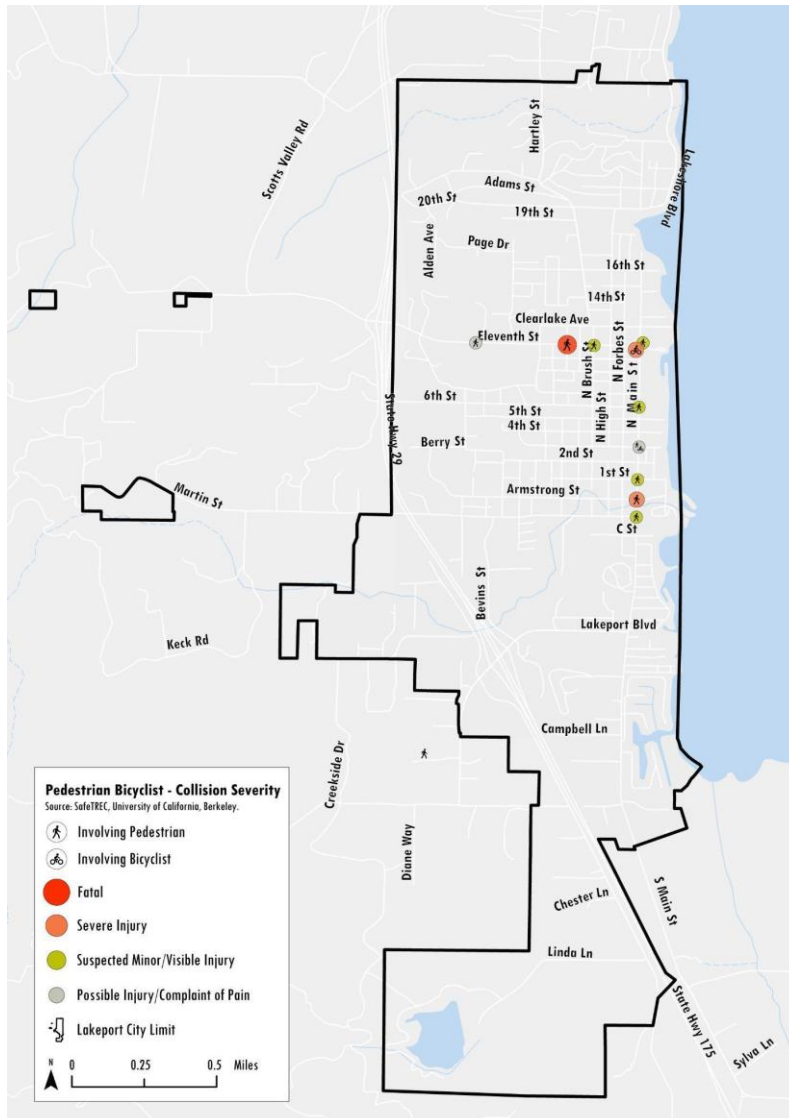 Scotts Valley Rd
Hartley St
Lakeshore Blvd
Adams St
20th St
19th St
Alden Ave
Page Dr
16th St
14th St
Clearlake Ave
Eleventh St
N Brush St
N Forbes St
N Main St
N High St
6th St
5th St
4th St
State Hwy 29
Berry St
2nd St
1st St
Martin St
Armstrong St
C St
Bevins St
Lakeport Blvd
Keck Rd
Campbell Ln
Creekside Dr
Diane Way
Chester Ln
S Main St
Linda Ln
State Hwy 175
Sylva Ln
Pedestrian Bicyclist - Collision Severity
Source: SafeTREC, University of California, Berkeley.
Involving Pedestrian
Involving Bicyclist
Fatal
Severe Injury
Suspected Minor/Visible Injury
Possible Injury/Complaint of Pain
Lakeport City Limit
N 0 0.25 0.5 Miles